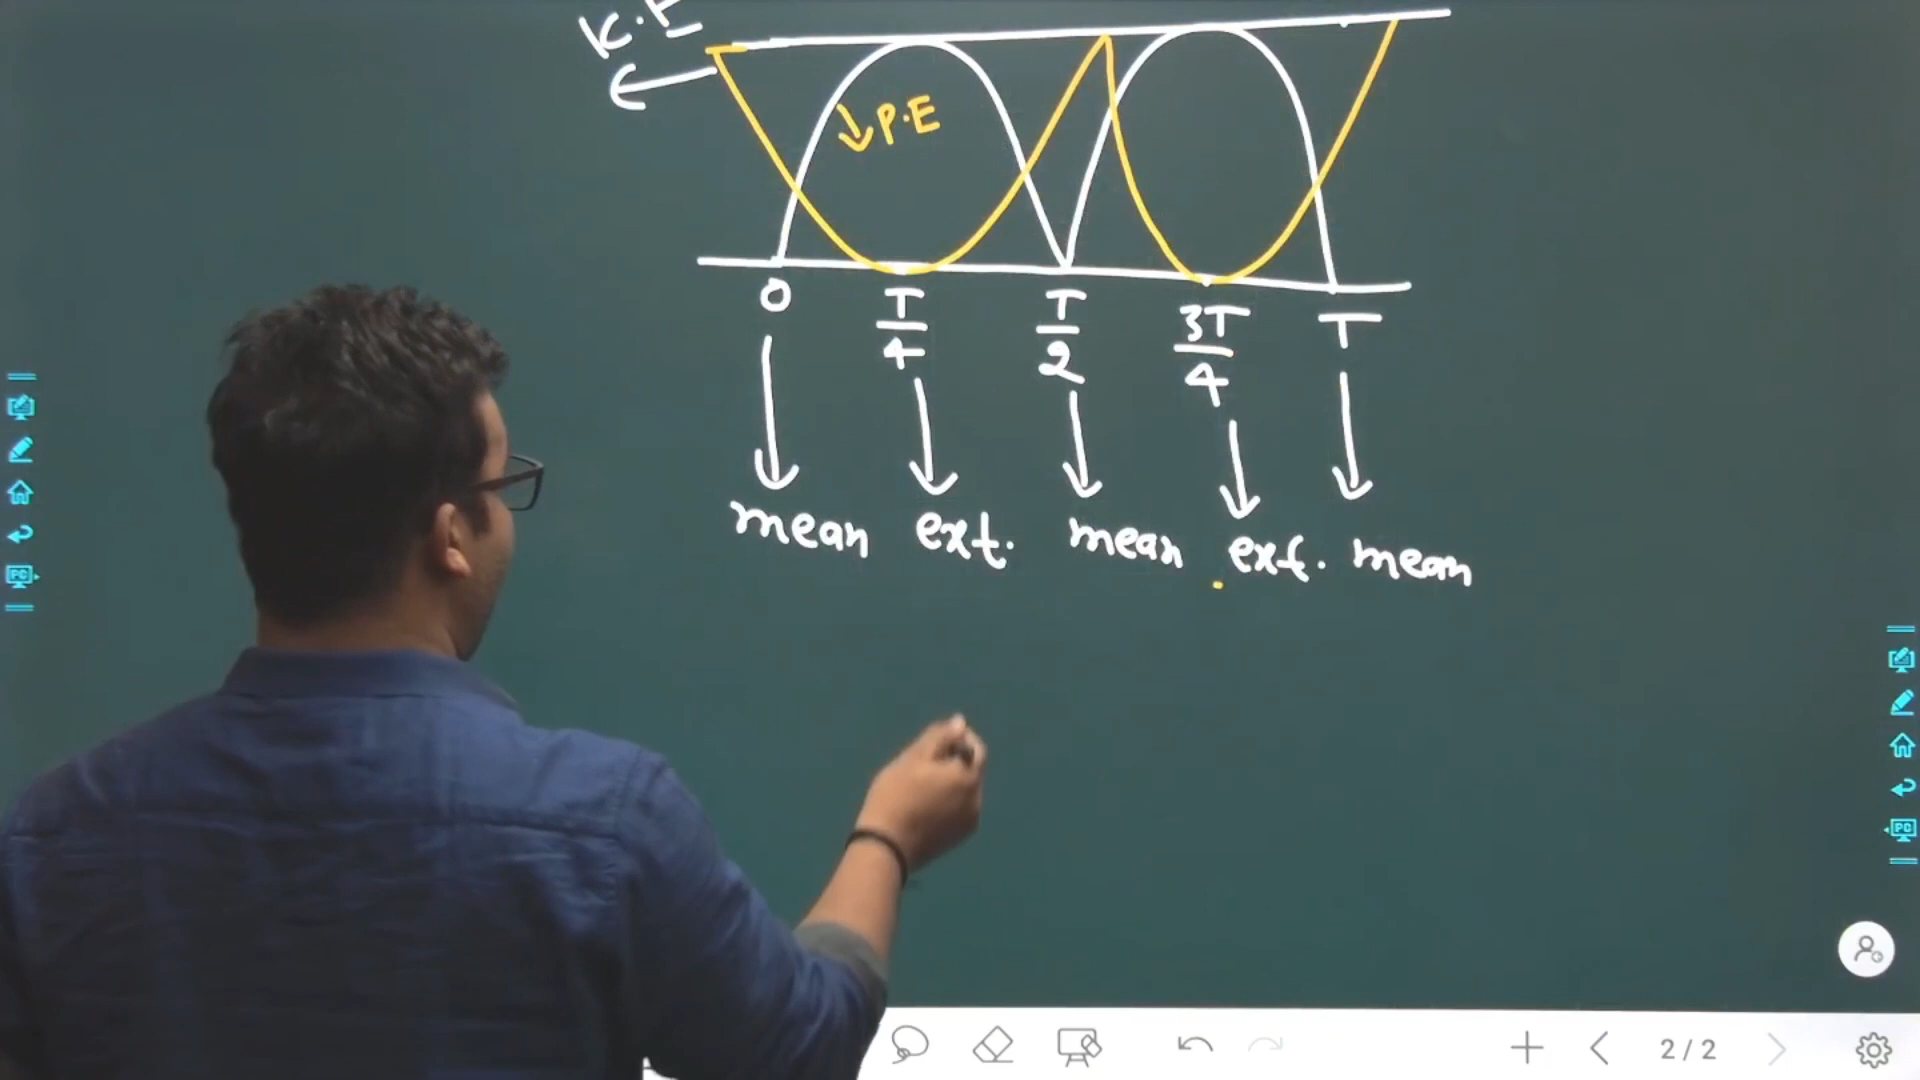 K.E
P.E
0 T/4 T/2 3T/4 T
mean ext. mean ext. mean
2/2